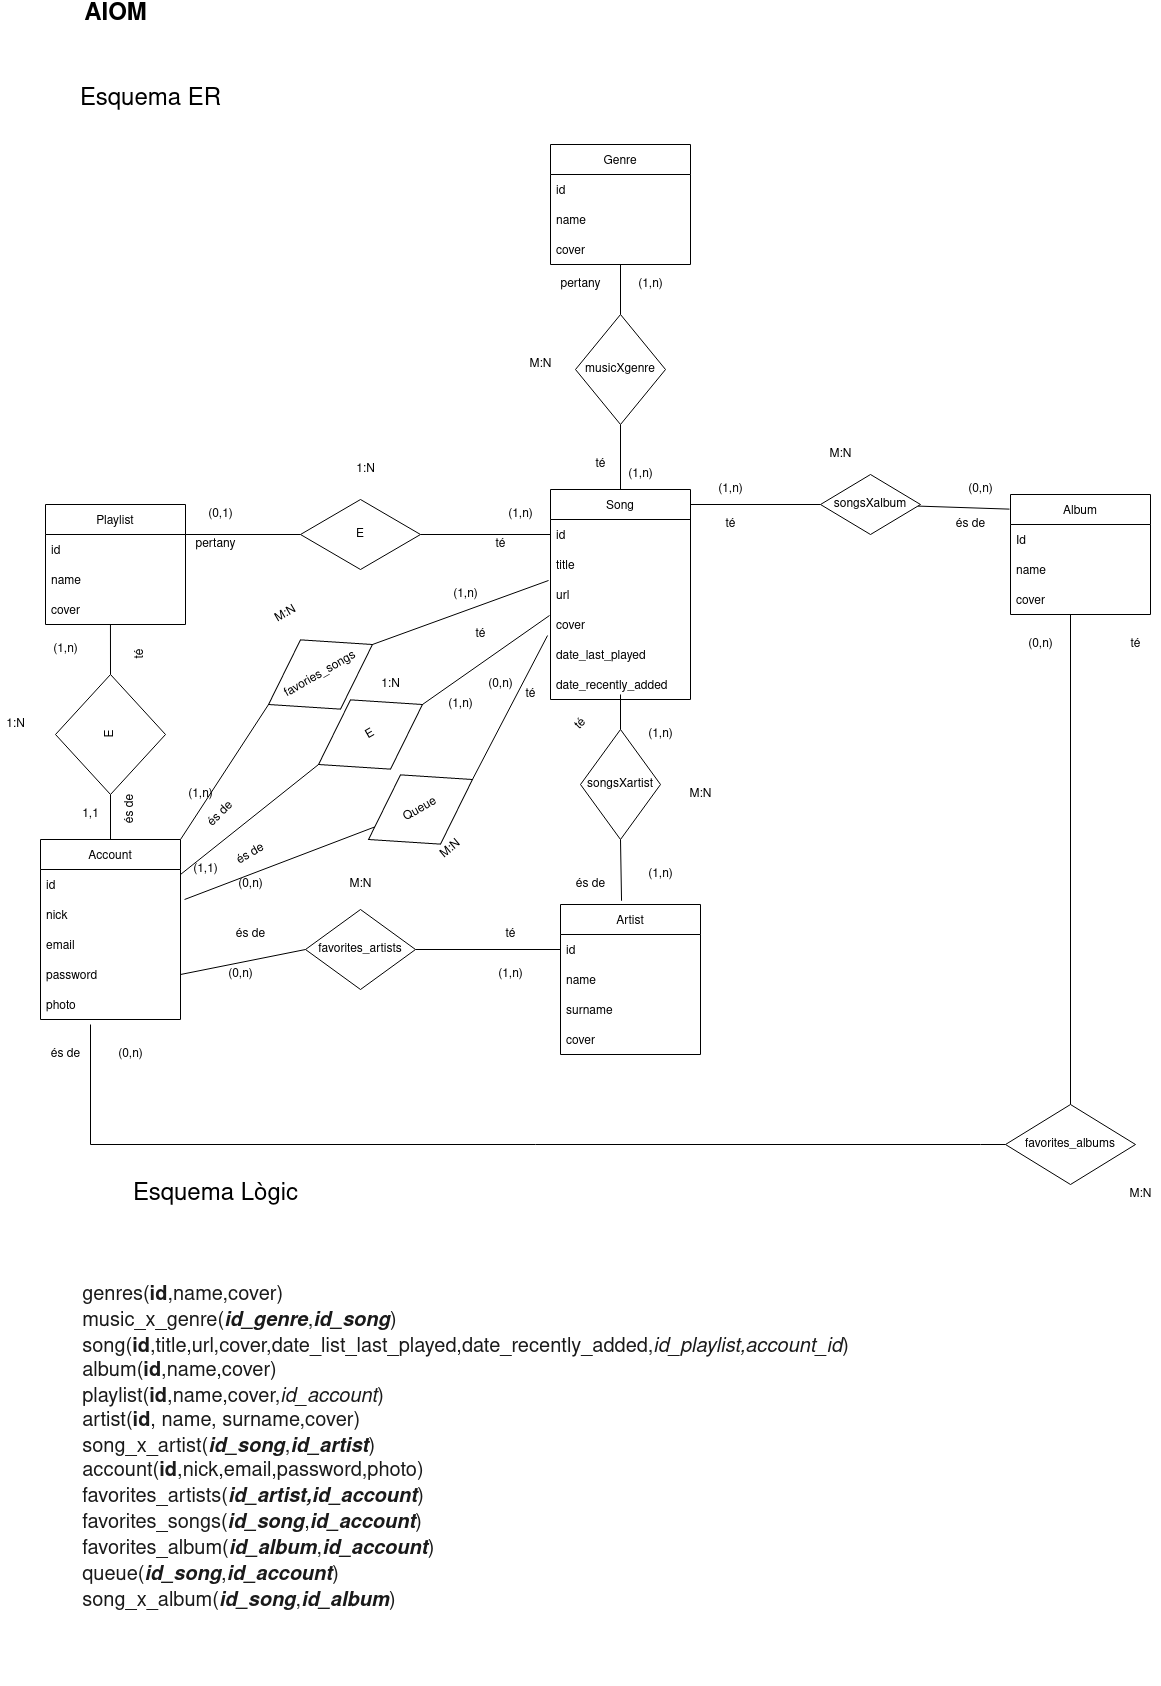 AIOM
Esquema ER
Genre
id
name
cover
pertany (1,n)
M:N musicXgenre
té (1,n)
1:N
M:N
Playlist
id
name
cover
(0,1) (1,n)
pertany E té
Song
id
title
url
cover
date_last_played
date_recently_added
(1,n) songsXalbum (0,n)
té és de
Album
Id
name
cover
(0,n) té
(1,n) té
1:N E
1,1 és de
M:N favories_songs (1,n)
té
(1,n)
és de
1:N E (1,n)
(1,1) és de
(0,n) té
Queue
M:N
(0,n)
té (1,n)
songsXartist M:N
és de (1,n)
Account
id
nick
email
password
photo
M:N
és de favorites_artists té
(0,n) (1,n)
Artist
id
name
surname
cover
és de (0,n)
favorites_albums
M:N
Esquema Lògic
genres(id,name,cover)
music_x_genre(id_genre,id_song)
song(id,title,url,cover,date_list_last_played,date_recently_added,id_playlist,account_id)
album(id,name,cover)
playlist(id,name,cover,id_account)
artist(id, name, surname,cover)
song_x_artist(id_song,id_artist)
account(id,nick,email,password,photo)
favorites_artists(id_artist,id_account)
favorites_songs(id_song,id_account)
favorites_album(id_album,id_account)
queue(id_song,id_account)
song_x_album(id_song,id_album)